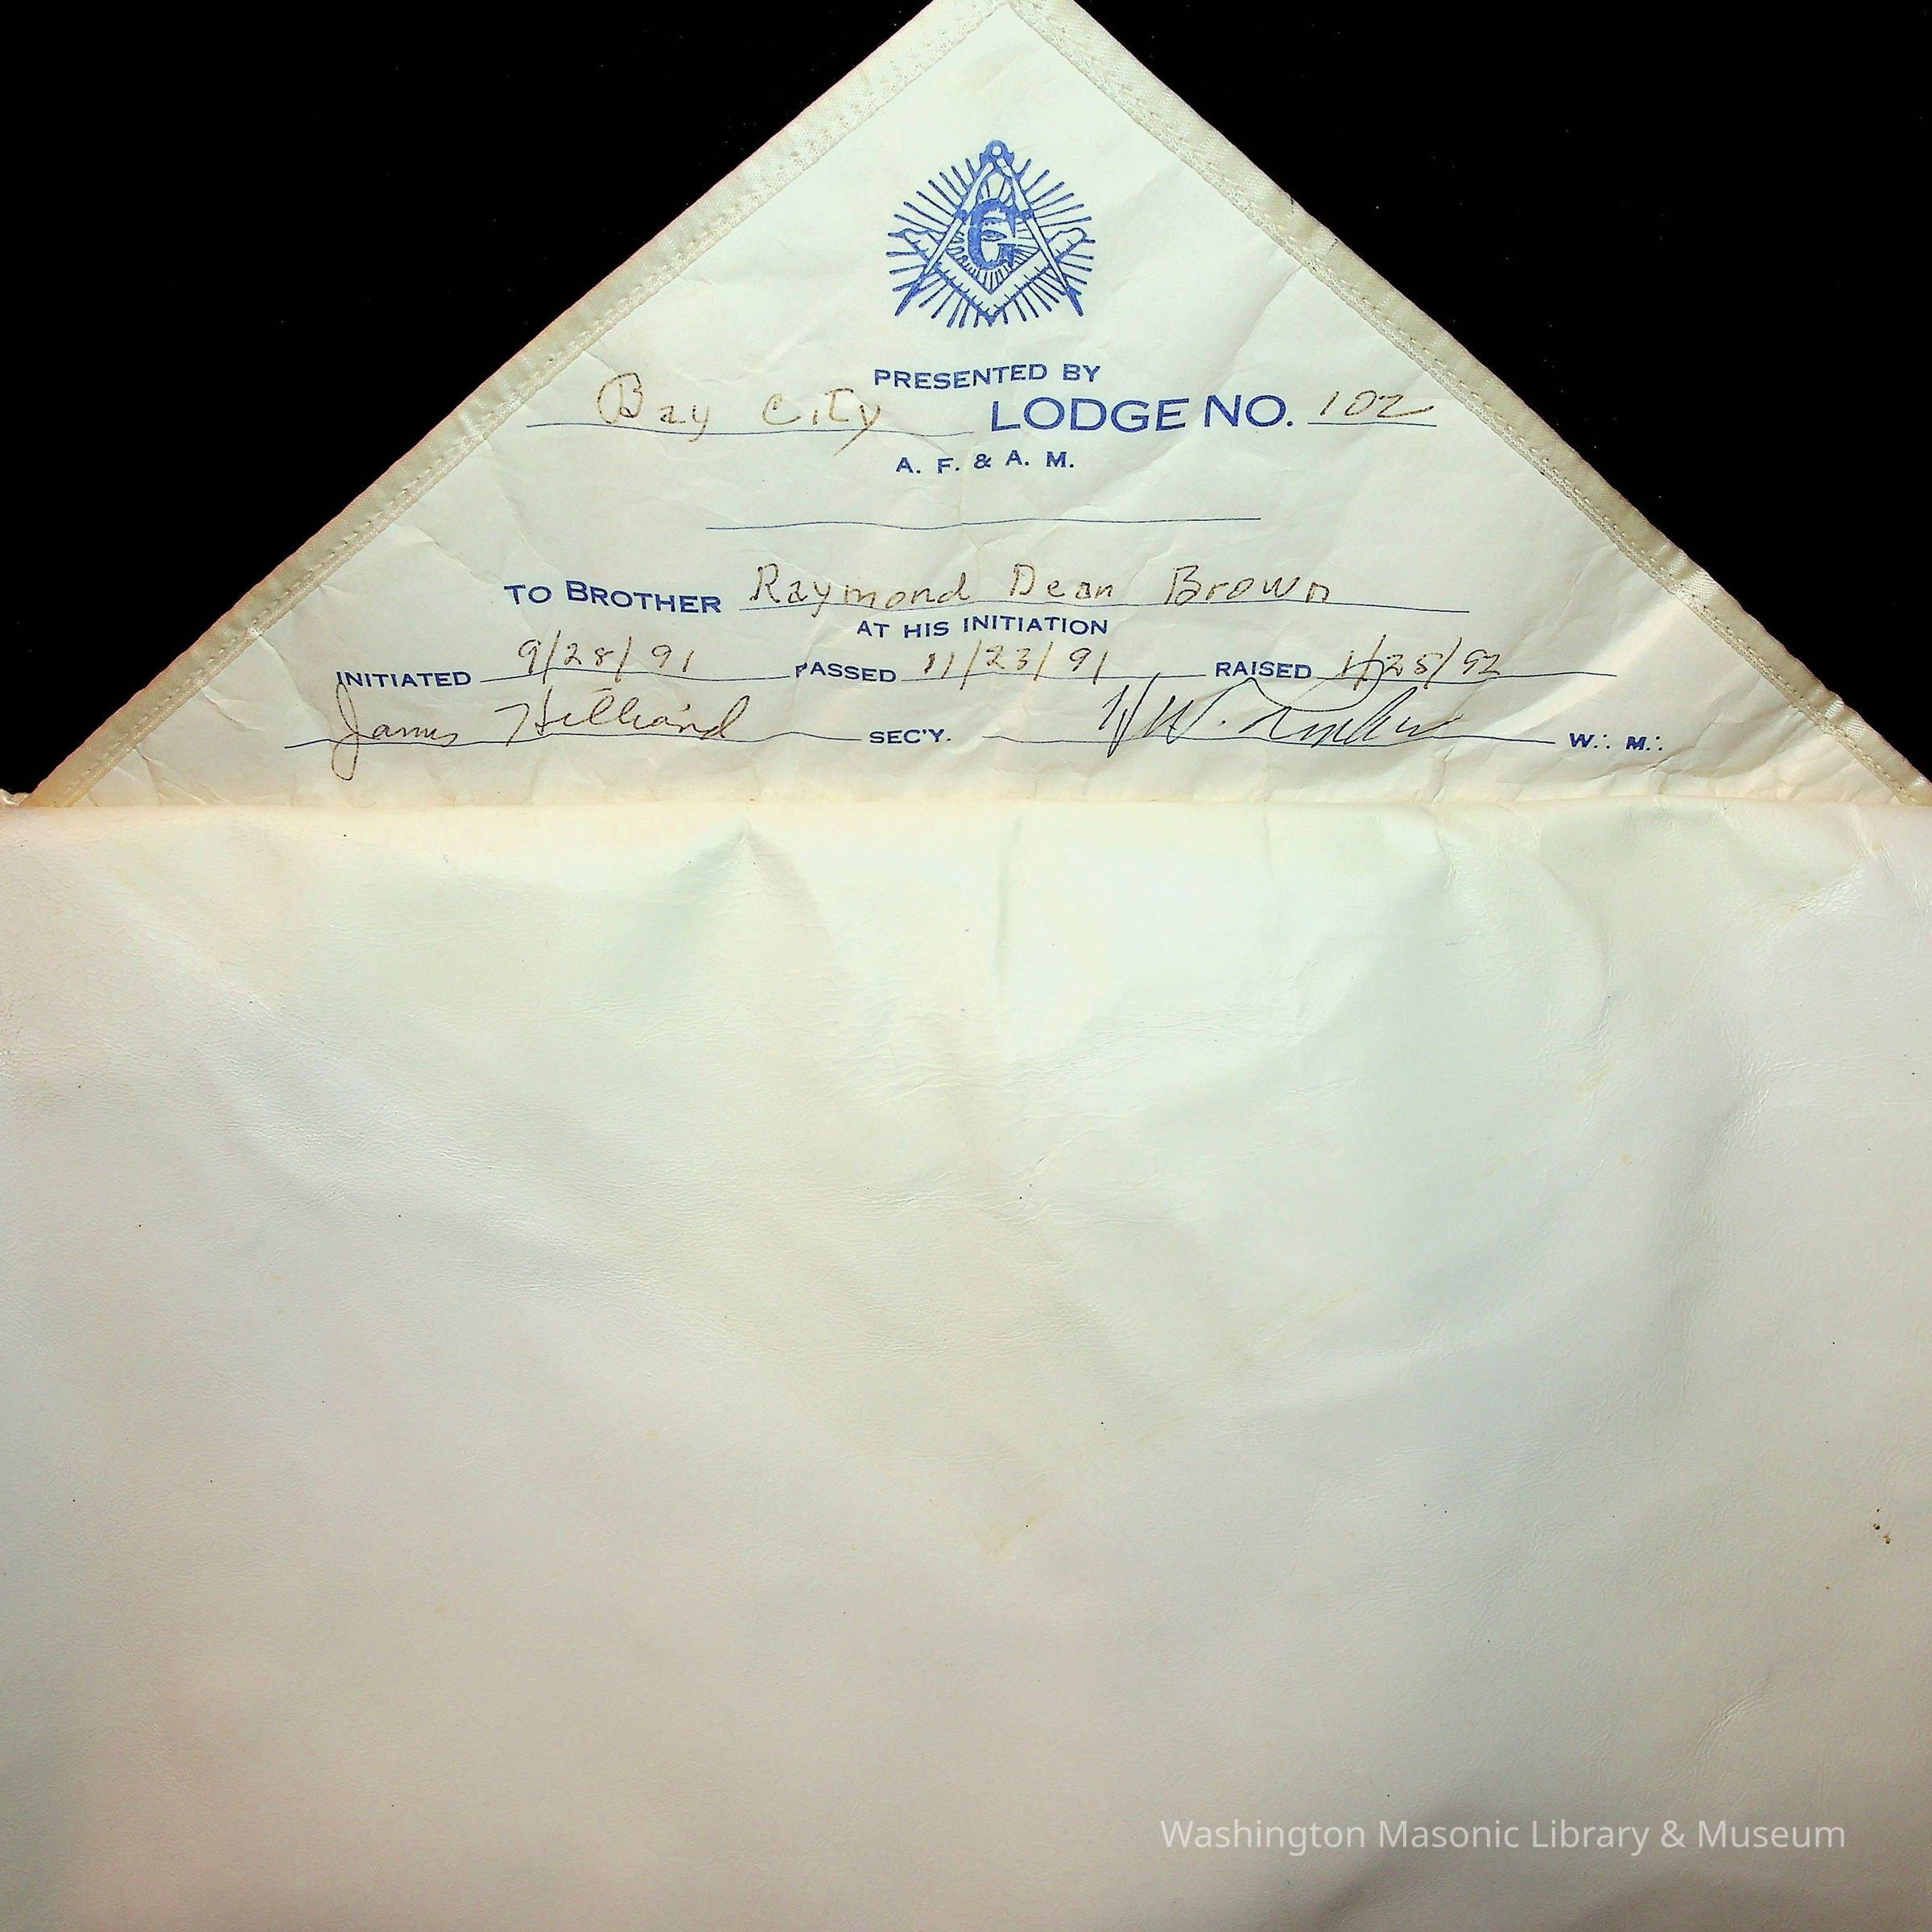 G
PRESENTED BY
Bay City LODGE NO. 102
A. F. & A. M.
TO BROTHER Raymond Dean Brown
AT HIS INITIATION
INITIATED 9/28/91 PASSED 11/23/91 RAISED 1/25/92
James Hilliand SEC'Y. W.∴ M.∴
Washington Masonic Library & Museum